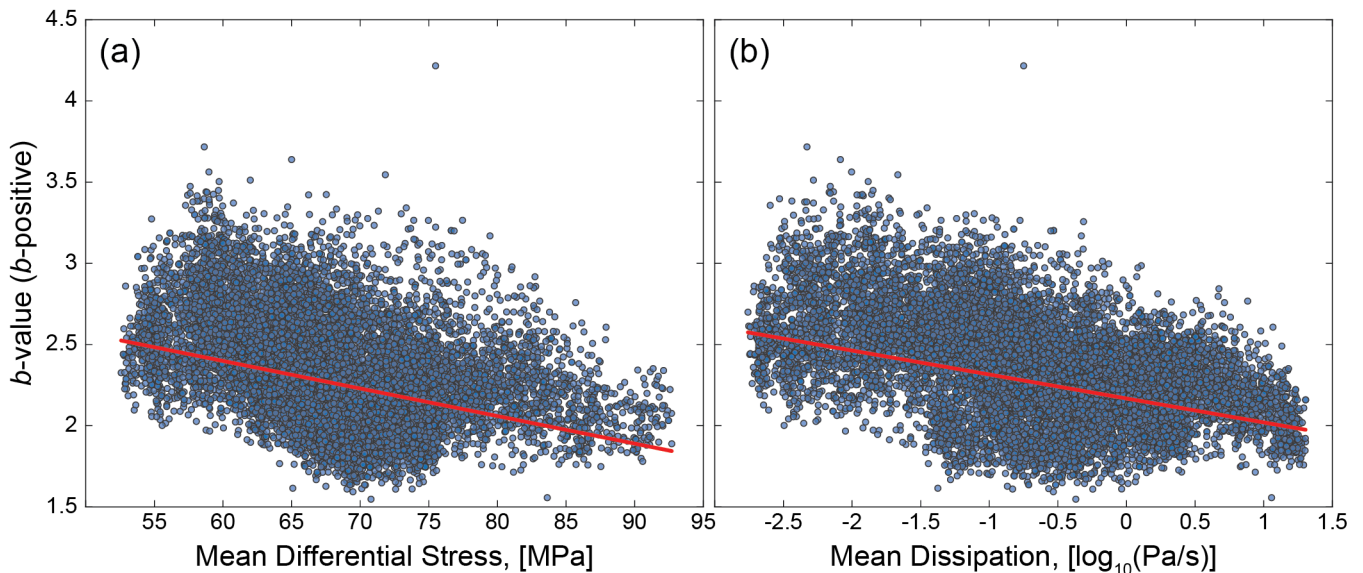 (a)
(b)
b-value (b-positive)
4.5
4
3.5
3
2.5
2
1.5
55 60 65 70 75 80 85 90 95
-2.5 -2 -1.5 -1 -0.5 0 0.5 1 1.5
Mean Differential Stress, [MPa]
Mean Dissipation, [log10(Pa/s)]